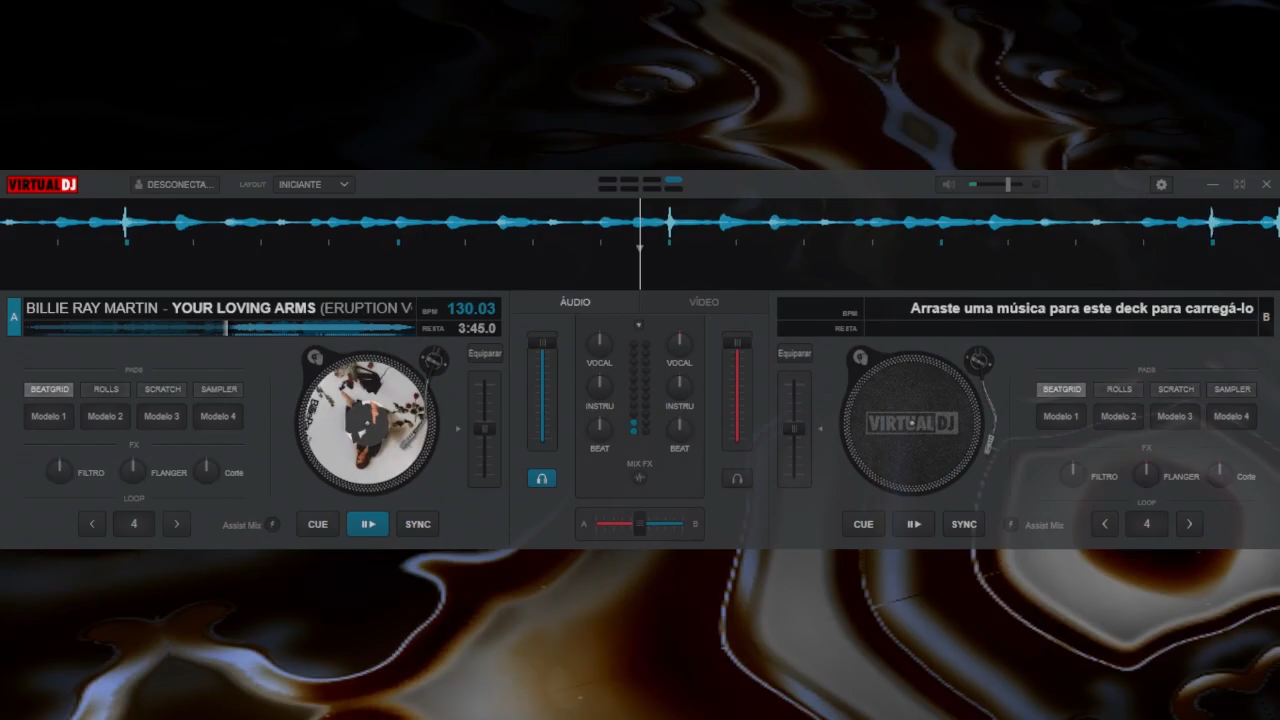 VIRTUAL DJ
DESCONECTA...
LAYOUT
INICIANTE
A
BILLIE RAY MARTIN - YOUR LOVING ARMS (ERUPTION V
BPM 130.03
RESTA 3:45.0
ÁUDIO
VÍDEO
BPM
RESTA
Arraste uma música para este deck para carregá-lo
B
PADS
BEATGRID
ROLLS
SCRATCH
SAMPLER
Modelo 1
Modelo 2
Modelo 3
Modelo 4
FX
FILTRO
FLANGER
Corte
LOOP
4
Assist Mix
CUE
SYNC
Equiparar
VOCAL
VOCAL
INSTRU
INSTRU
BEAT
BEAT
MIX FX
A
B
Equiparar
VIRTUAL DJ
CUE
SYNC
PADS
BEATGRID
ROLLS
SCRATCH
SAMPLER
Modelo 1
Modelo 2
Modelo 3
Modelo 4
FX
FILTRO
FLANGER
Corte
LOOP
Assist Mix
4